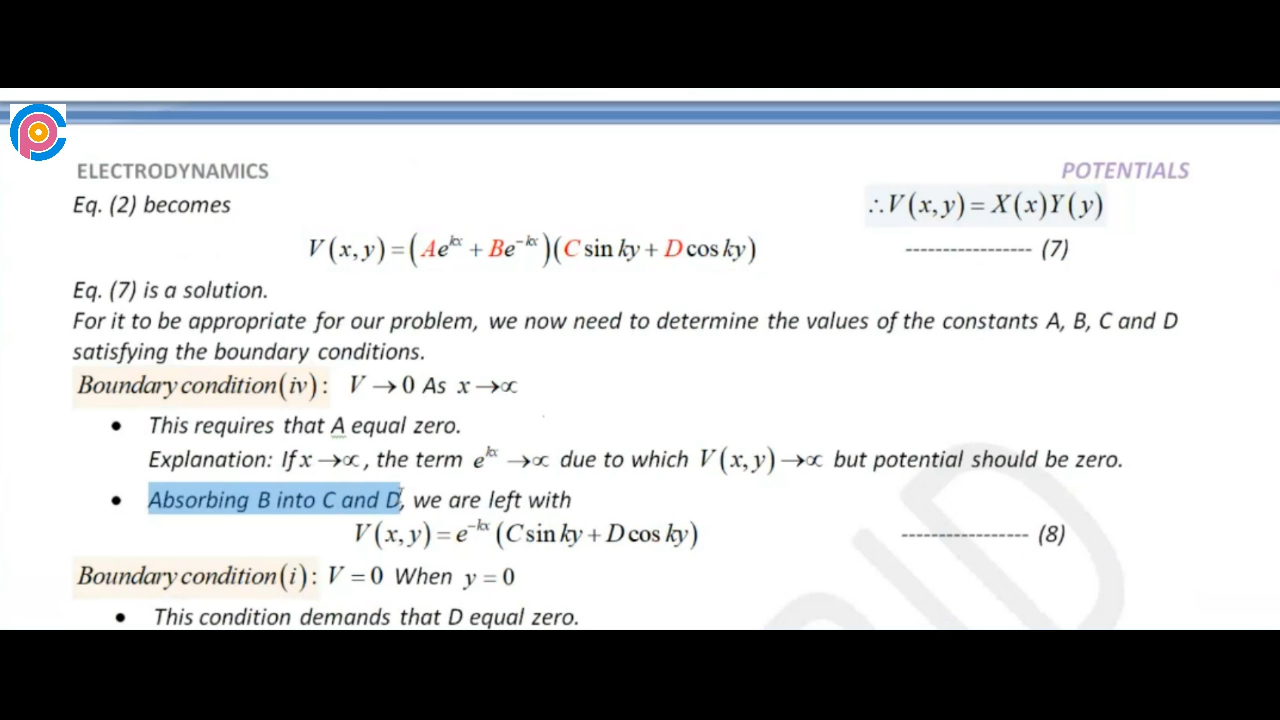 ELECTRODYNAMICS POTENTIALS
Eq. (2) becomes ∴V(x,y) = X(x)Y(y)
V(x,y) = (Ae^{kx} + Be^{-kx})(C sin ky + D cos ky) ----------------- (7)
Eq. (7) is a solution.
For it to be appropriate for our problem, we now need to determine the values of the constants A, B, C and D
satisfying the boundary conditions.
Boundary condition(iv): V → 0 As x → ∝
• This requires that A equal zero.
Explanation: If x → ∝, the term e^{kx} → ∝ due to which V(x,y) → ∝ but potential should be zero.
• Absorbing B into C and D, we are left with
V(x,y) = e^{-kx}(C sin ky + D cos ky) ----------------- (8)
Boundary condition(i): V = 0 When y = 0
• This condition demands that D equal zero.